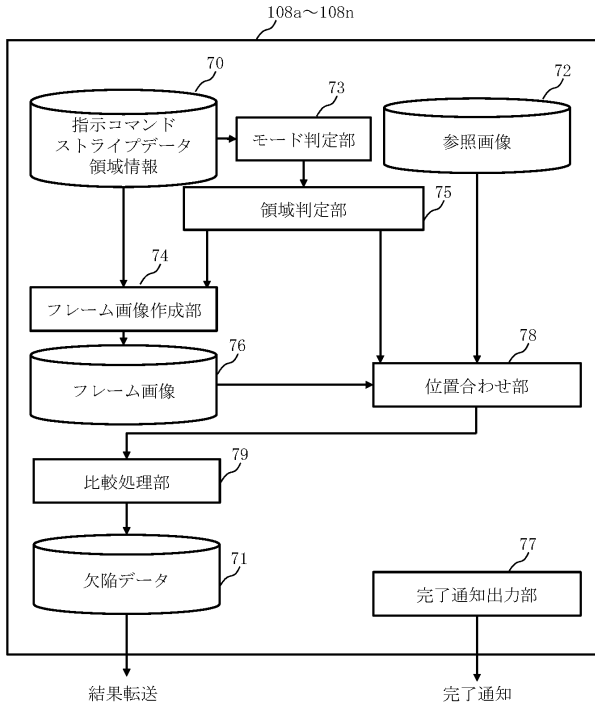 108a～108n
70
指示コマンド
ストライプデータ
領域情報
73
モード判定部
72
参照画像
75
領域判定部
74
フレーム画像作成部
76
フレーム画像
78
位置合わせ部
79
比較処理部
71
欠陥データ
77
完了通知出力部
結果転送
完了通知